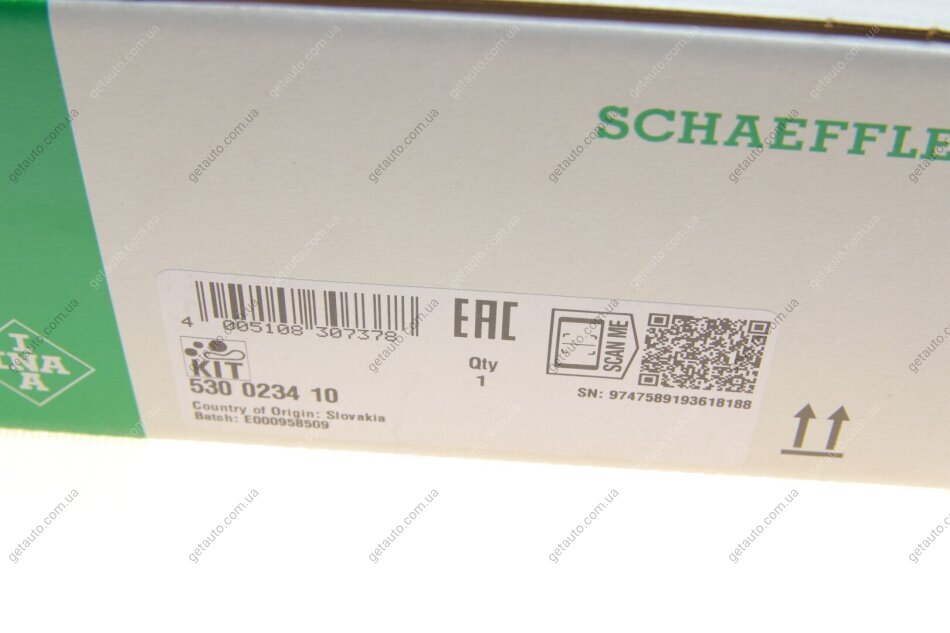 SCHAEFFLE
INA
INA
4 005108 307378
EAC
KIT
530 0234 10
Qty
1
SCAN ME
Country of Origin: Slovakia
Batch: E000958509
SN: 9747589193618188
getauto.com.ua